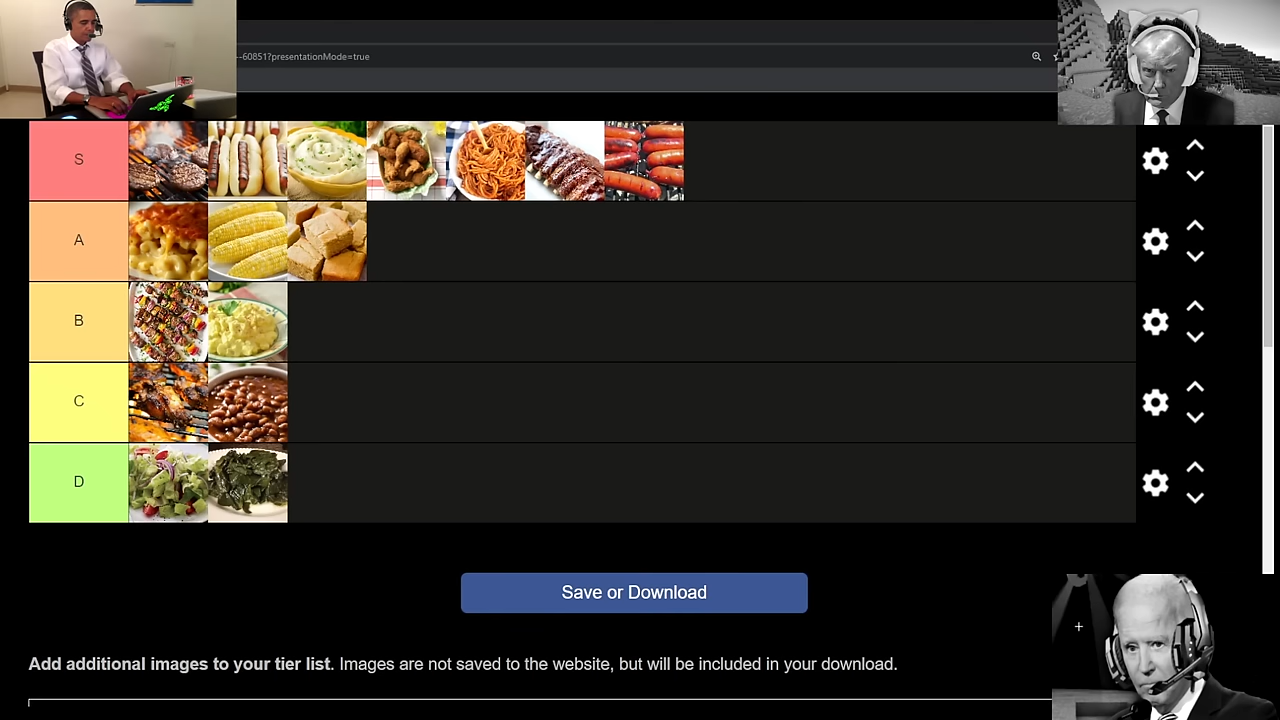 --60851?presentationMode=true
S
A
B
C
D
Save or Download
Add additional images to your tier list. Images are not saved to the website, but will be included in your download.